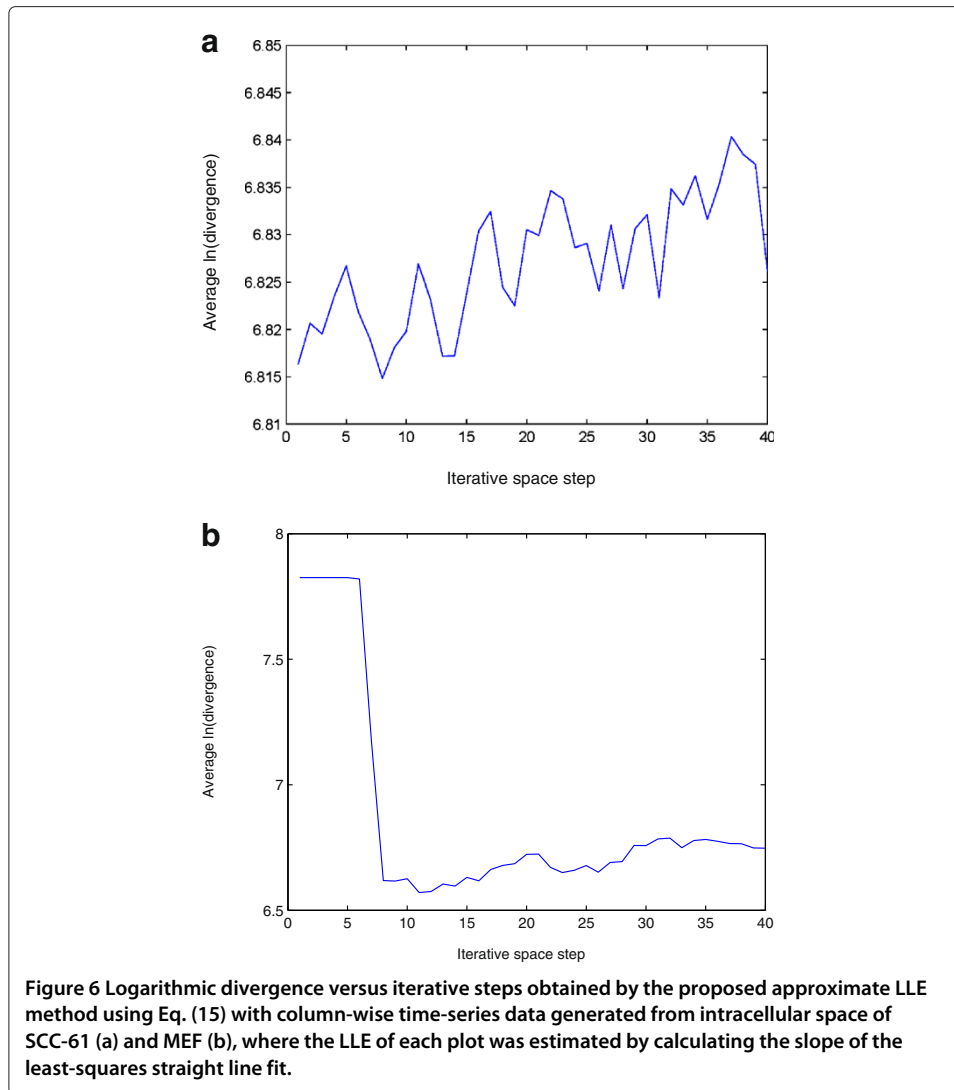 a
6.85
6.845
6.84
6.835
6.83
6.825
6.82
6.815
6.81
Average ln(divergence)
0 5 10 15 20 25 30 35 40
Iterative space step
b
8
7.5
7
6.5
Average ln(divergence)
0 5 10 15 20 25 30 35 40
Iterative space step
Figure 6 Logarithmic divergence versus iterative steps obtained by the proposed approximate LLE
method using Eq. (15) with column-wise time-series data generated from intracellular space of
SCC-61 (a) and MEF (b), where the LLE of each plot was estimated by calculating the slope of the
least-squares straight line fit.